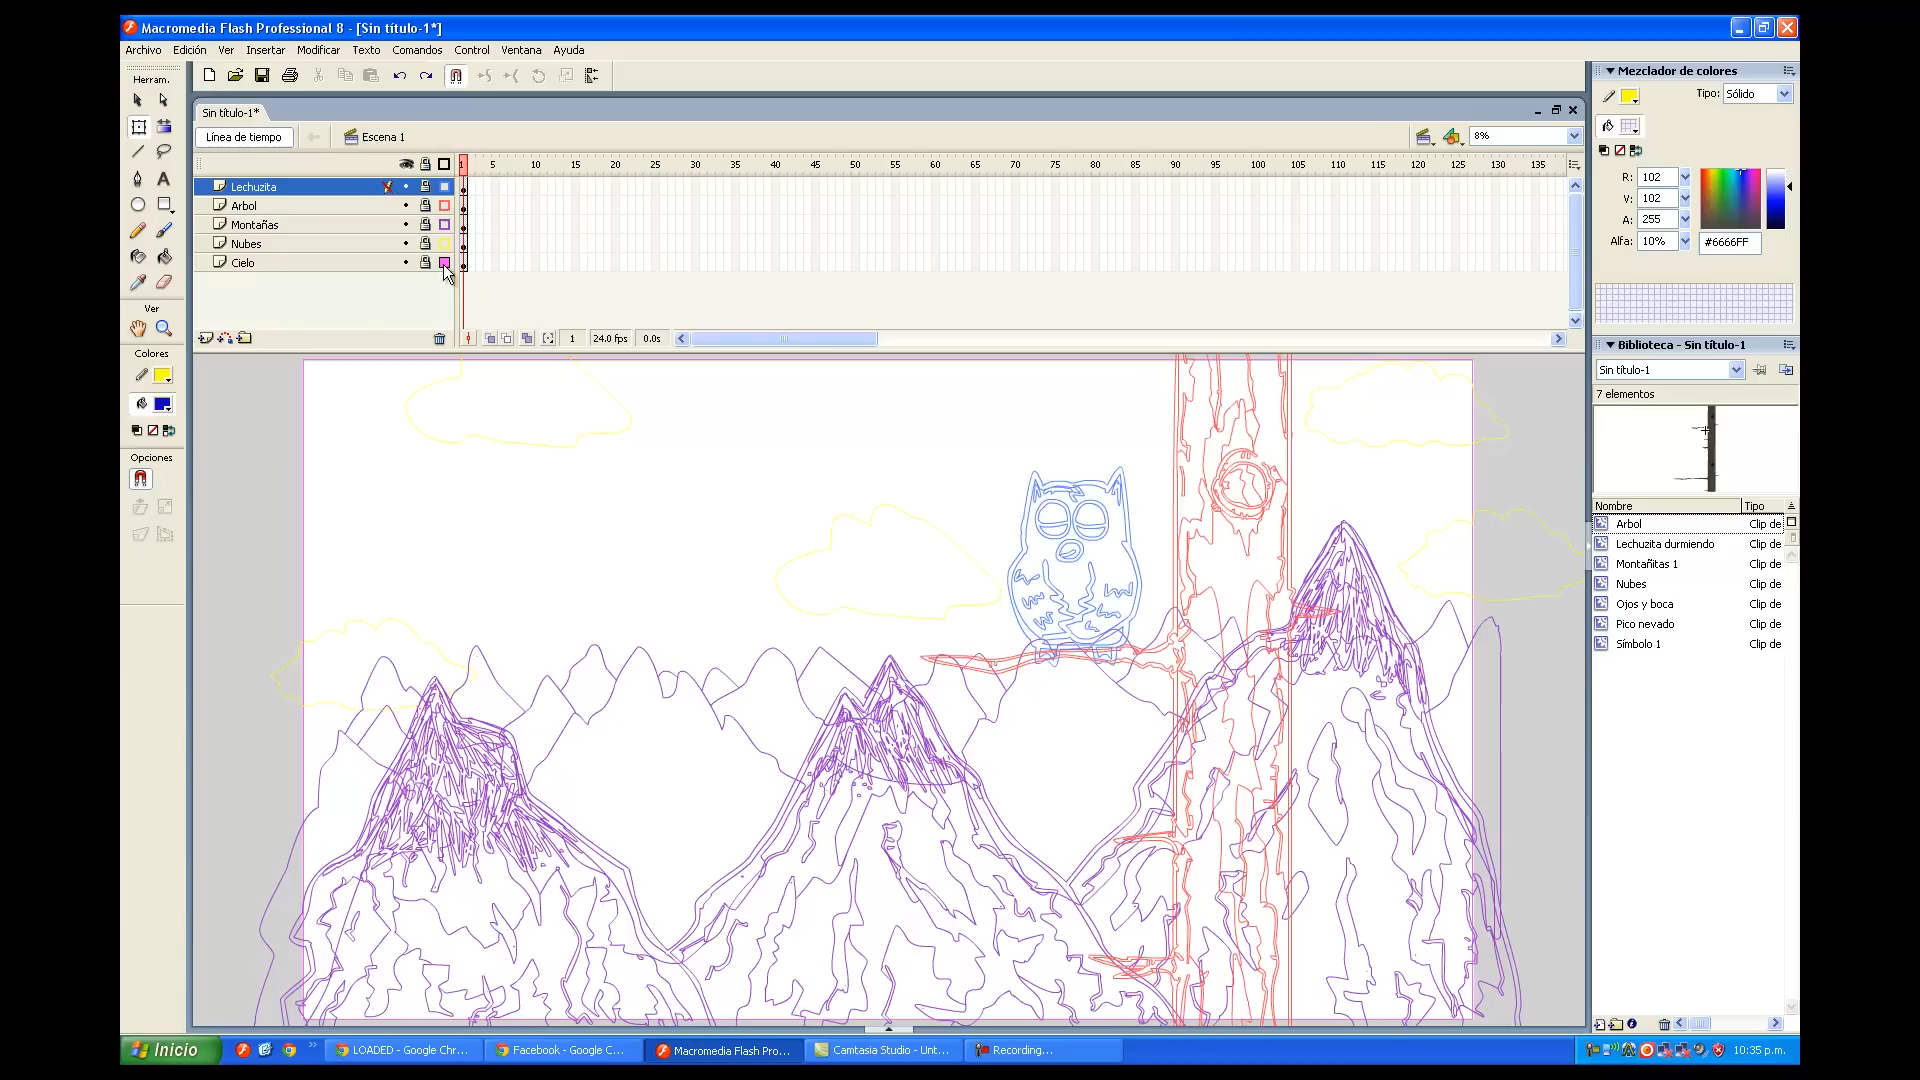 Macromedia Flash Professional 8 - [Sin título-1*]
Archivo Edición Ver Insertar Modificar Texto Comandos Control Ventana Ayuda
Herram.
Sin título-1*
Línea de tiempo
Escena 1
8%
1 5 10 15 20 25 30 35 40 45 50 55 60 65 70 75 80 85 90 95 100 105 110 115 120 125 130 135
Lechuzita
Arbol
Montañas
Nubes
Cielo
1 24.0 fps 0.0s
Ver
Colores
Opciones
Mezclador de colores
Tipo: Sólido
R: 102
V: 102
A: 255
Alfa: 10% #6666FF
Biblioteca - Sin título-1
Sin título-1
7 elementos
Nombre Tipo
Arbol Clip de
Lechuzita durmiendo Clip de
Montañitas 1 Clip de
Nubes Clip de
Ojos y boca Clip de
Pico nevado Clip de
Símbolo 1 Clip de
Inicio
LOADED - Google Chr...
Facebook - Google C...
Macromedia Flash Pro...
Camtasia Studio - Unt...
Recording...
10:35 p.m.